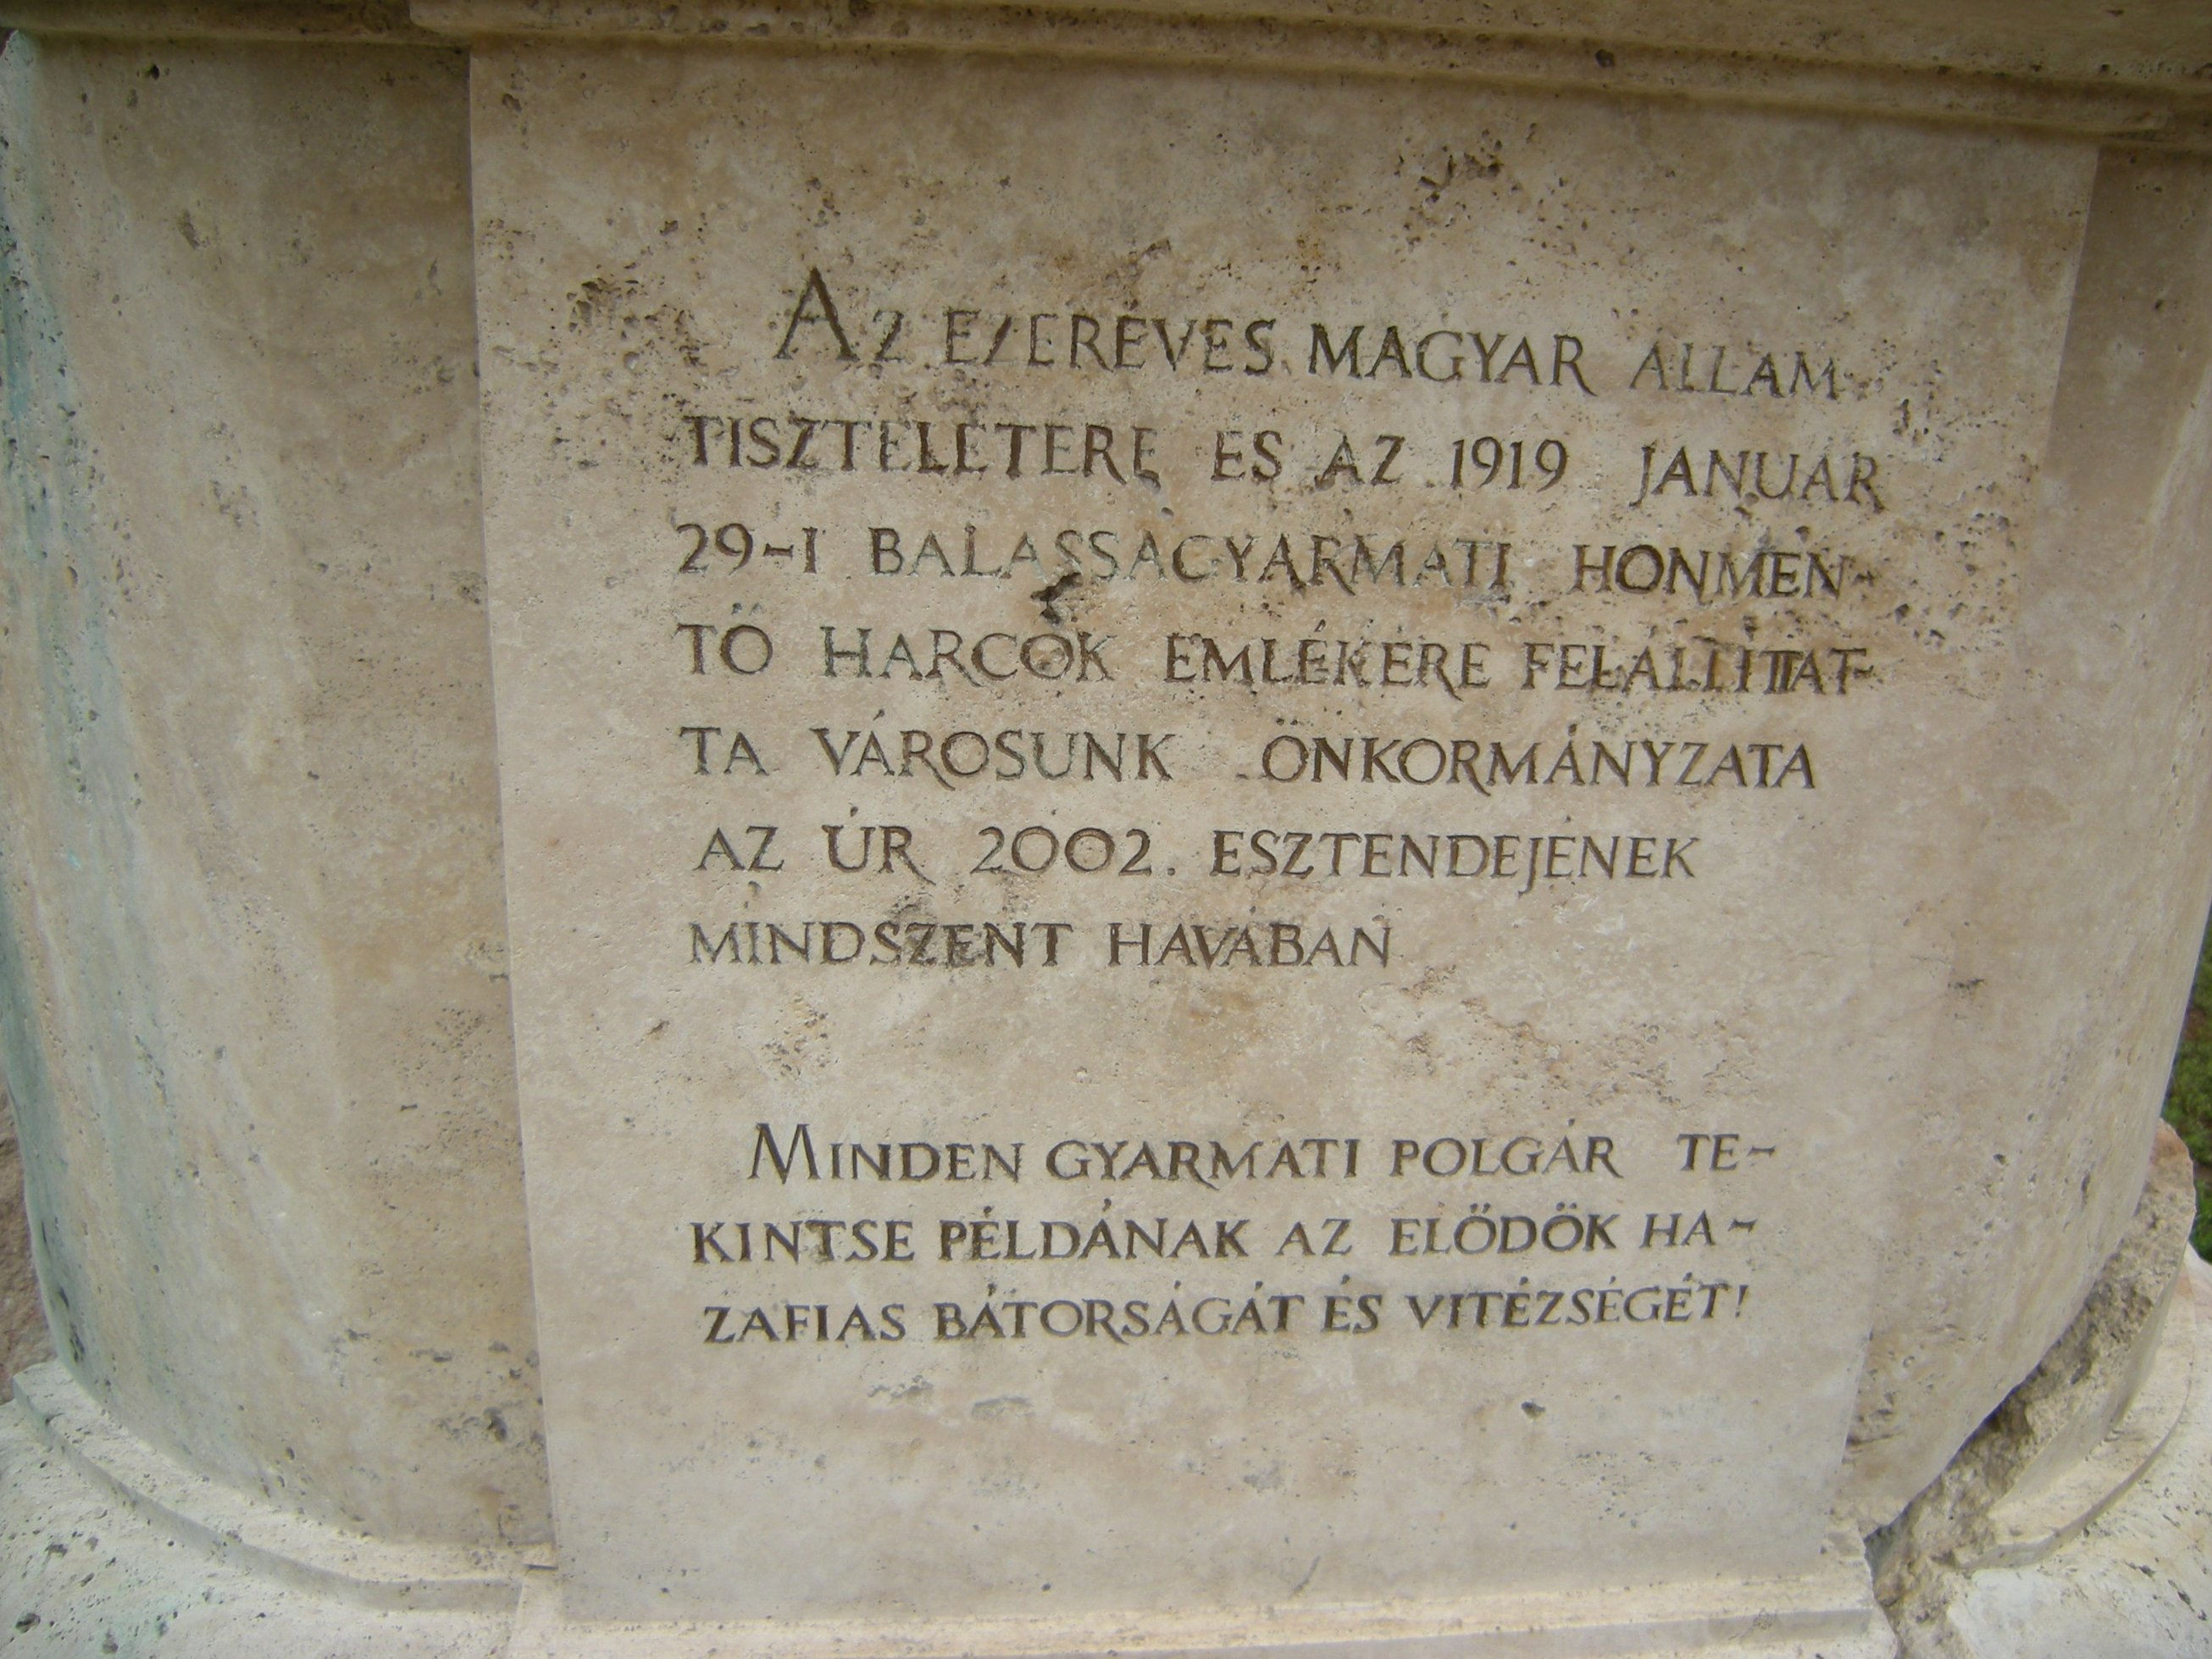 AZ EZERÉVES MAGYAR ÁLLAM
TISZTELETÉRE ÉS AZ 1919 JANUÁR
29-I BALASSAGYARMATI HONMEN-
TŐ HARCOK EMLÉKÉRE FELÁLLÍTTAT-
TA VÁROSUNK ÖNKORMÁNYZATA
AZ ÚR 2002. ESZTENDEJÉNEK
MINDSZENT HAVÁBAN
MINDEN GYARMATI POLGÁR TE-
KINTSE PÉLDÁNAK AZ ELŐDÖK HA-
ZAFIAS BÁTORSÁGÁT ÉS VITÉZSÉGÉT!